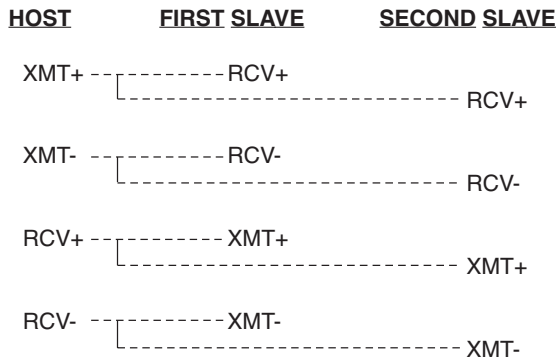 HOST FIRST SLAVE SECOND SLAVE
XMT+ RCV+
RCV+
XMT- RCV-
RCV-
RCV+ XMT+
XMT+
RCV- XMT-
XMT-